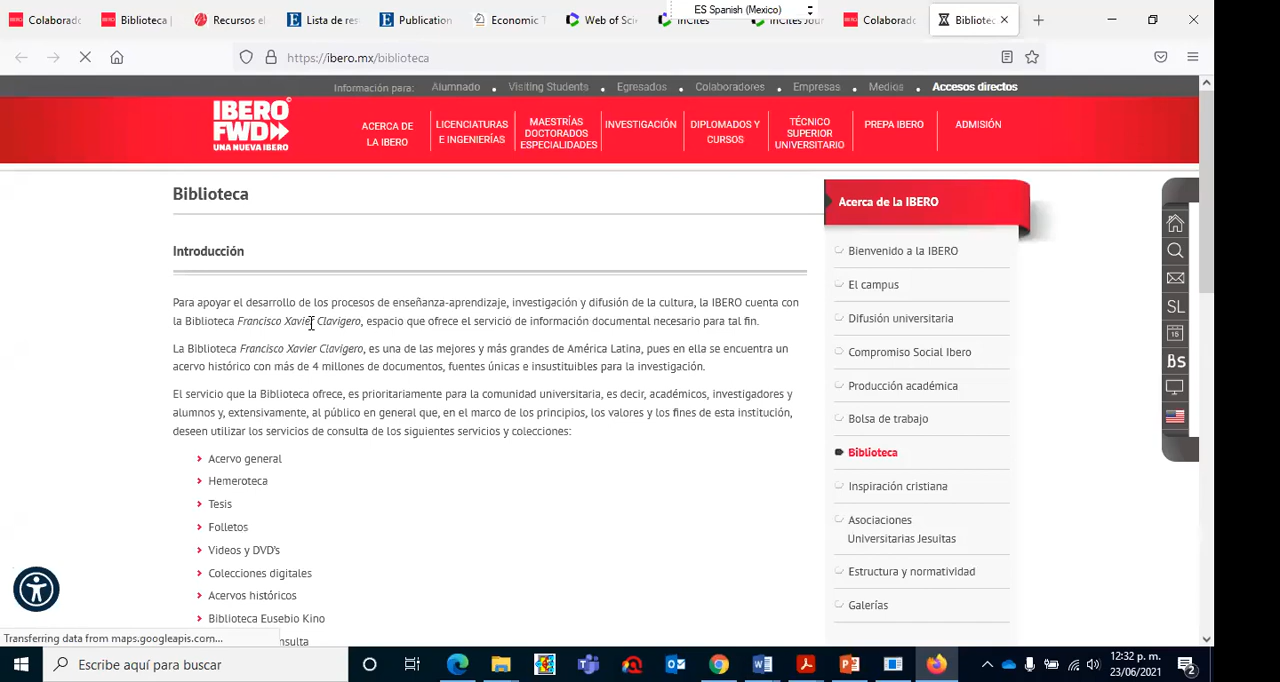 ES Spanish (Mexico)
Colaborado
Biblioteca |
Recursos el
Lista de re
Publication
Economic T
Web of Sci
InCites
InCites Jour
Colaborado
Bibliotec
https://ibero.mx/biblioteca
Información para: Alumnado Visiting Students Egresados Colaboradores Empresas Medios Accesos directos
IBERO
FWD
UNA NUEVA IBERO
ACERCA DE
LA IBERO
LICENCIATURAS
E INGENIERÍAS
MAESTRÍAS
DOCTORADOS
ESPECIALIDADES
INVESTIGACIÓN
DIPLOMADOS Y
CURSOS
TÉCNICO
SUPERIOR
UNIVERSITARIO
PREPA IBERO
ADMISIÓN
Biblioteca
Introducción
Para apoyar el desarrollo de los procesos de enseñanza-aprendizaje, investigación y difusión de la cultura, la IBERO cuenta con
la Biblioteca Francisco Xavier Clavigero, espacio que ofrece el servicio de información documental necesario para tal fin.
La Biblioteca Francisco Xavier Clavigero, es una de las mejores y más grandes de América Latina, pues en ella se encuentra un
acervo histórico con más de 4 millones de documentos, fuentes únicas e insustituibles para la investigación.
El servicio que la Biblioteca ofrece, es prioritariamente para la comunidad universitaria, es decir, académicos, investigadores y
alumnos y, extensivamente, al público en general que, en el marco de los principios, los valores y los fines de esta institución,
deseen utilizar los servicios de consulta de los siguientes servicios y colecciones:
Acervo general
Hemeroteca
Tesis
Folletos
Videos y DVD's
Colecciones digitales
Acervos históricos
Biblioteca Eusebio Kino
nsulta
Acerca de la IBERO
Bienvenido a la IBERO
El campus
Difusión universitaria
Compromiso Social Ibero
Producción académica
Bolsa de trabajo
Biblioteca
Inspiración cristiana
Asociaciones
Universitarias Jesuitas
Estructura y normatividad
Galerías
SL
15
Bs
Transferring data from maps.googleapis.com...
Escribe aquí para buscar
12:32 p. m.
23/06/2021
2